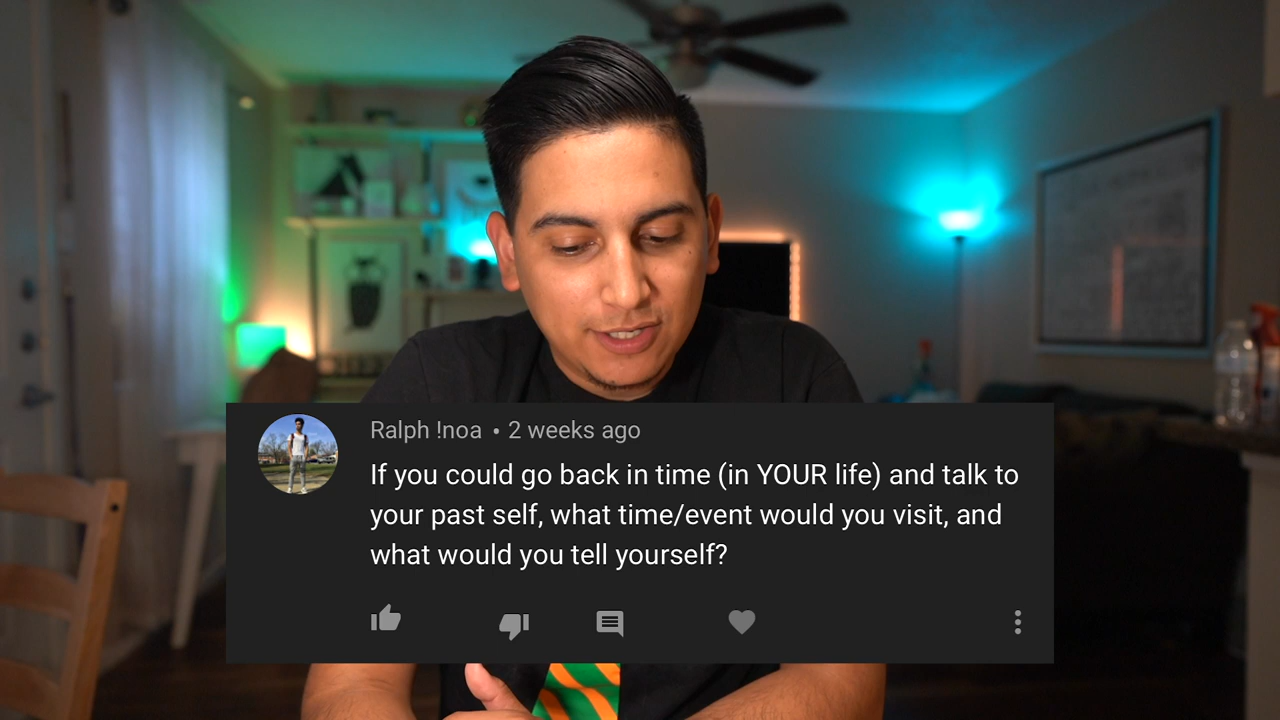 Ralph !noa • 2 weeks ago
If you could go back in time (in YOUR life) and talk to
your past self, what time/event would you visit, and
what would you tell yourself?